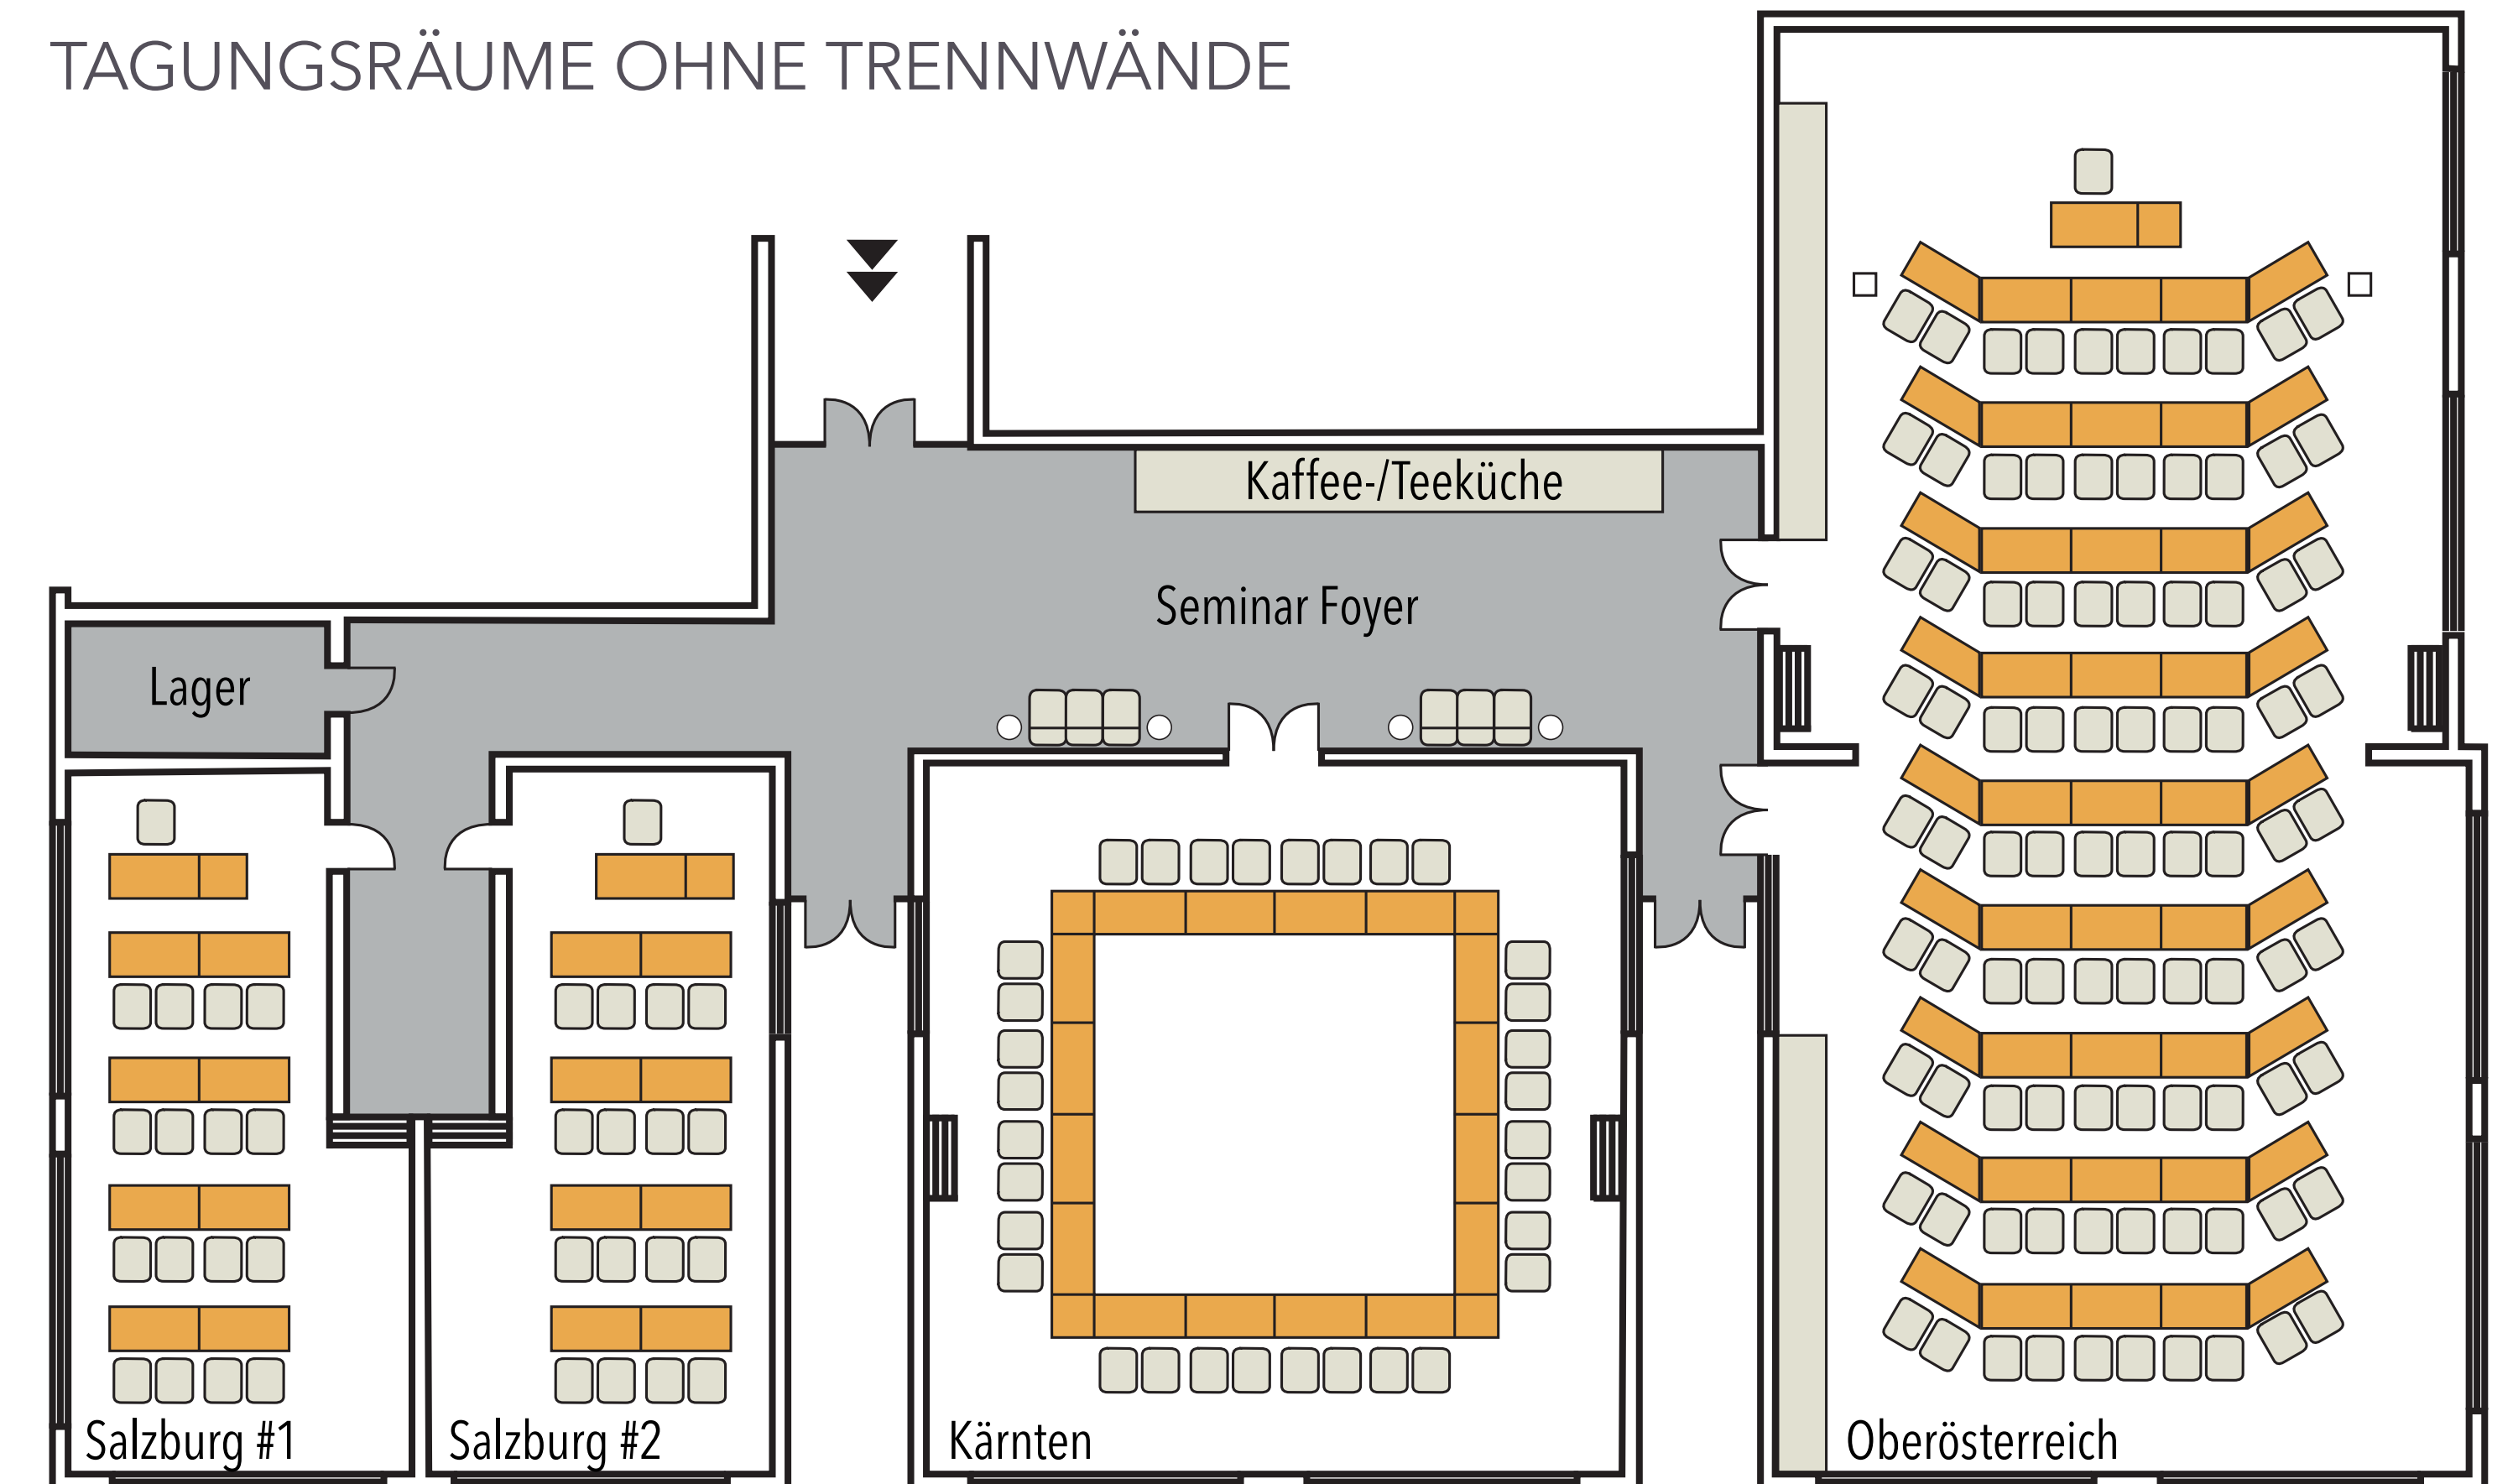 TAGUNGSRÄUME OHNE TRENNWÄNDE
Kaffee-/Teeküche
Seminar Foyer
Lager
Salzburg #1
Salzburg #2
Kärnten
Oberösterreich